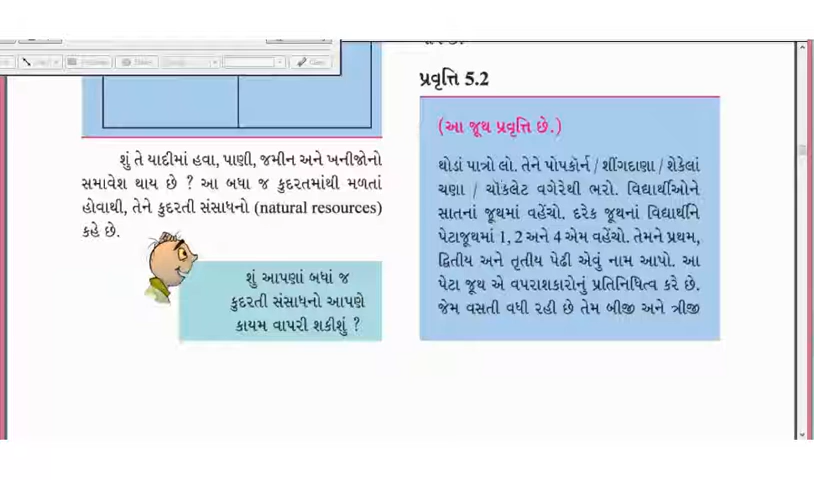 શું તે યાદીમાં હવા, પાણી, જમીન અને ખનીજોનો
સમાવેશ થાય છે ? આ બધા જ કુદરતમાંથી મળતાં
હોવાથી, તેને કુદરતી સંસાધનો (natural resources)
કહે છે.
શું આપણાં બધાં જ
કુદરતી સંસાધનો આપણે
કાયમ વાપરી શકીશું ?
પ્રવૃત્તિ 5.2
(આ જૂથ પ્રવૃત્તિ છે.)
થોડાં પાત્રો લો. તેને પોપકોર્ન / શીંગદાણા / શેકેલાં
ચણા / ચૉકલેટ વગેરેથી ભરો. વિદ્યાર્થીઓને
સાતનાં જૂથમાં વહેંચો. દરેક જૂથનાં વિદ્યાર્થીને
પેટાજૂથમાં 1, 2 અને 4 એમ વહેંચો. તેમને પ્રથમ,
દ્વિતીય અને તૃતીય પેઢી એવું નામ આપો. આ
પેટા જૂથ એ વપરાશકારોનું પ્રતિનિધિત્વ કરે છે.
જેમ વસતી વધી રહી છે તેમ બીજી અને ત્રીજી